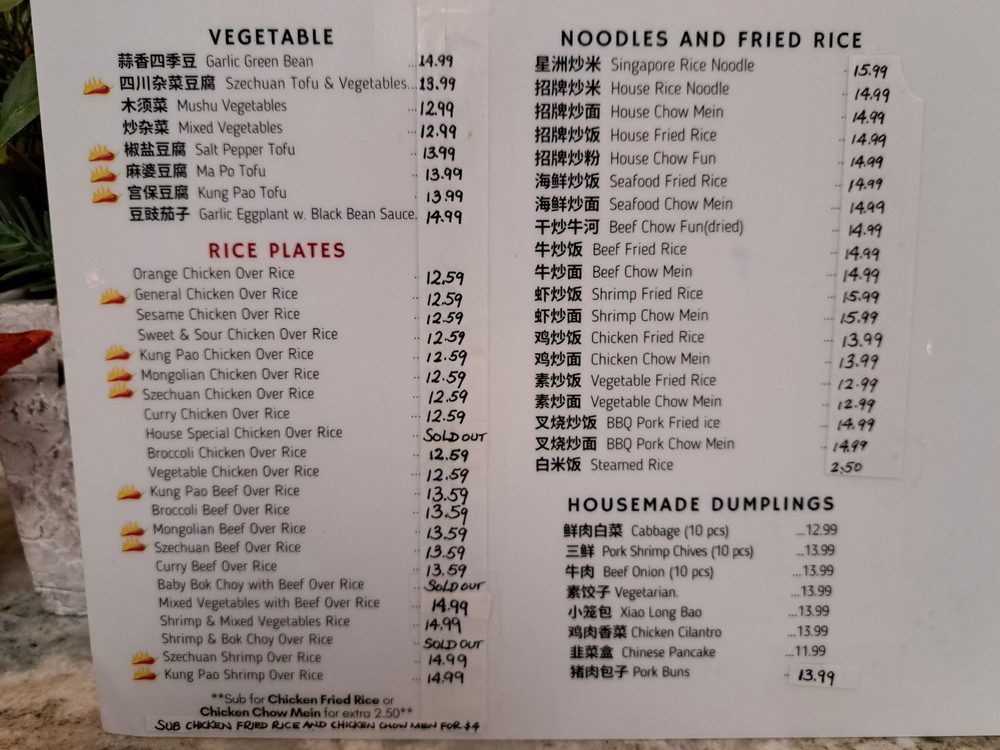 VEGETABLE
蒜香四季豆 Garlic Green Bean ...14.99
四川杂菜豆腐 Szechuan Tofu & Vegetables...13.99
木须菜 Mushu Vegetables ...12.99
炒杂菜 Mixed Vegetables ...12.99
椒盐豆腐 Salt Pepper Tofu ...13.99
麻婆豆腐 Ma Po Tofu ...13.99
宫保豆腐 Kung Pao Tofu ...13.99
豆豉茄子 Garlic Eggplant w. Black Bean Sauce. 14.99
RICE PLATES
Orange Chicken Over Rice 12.59
General Chicken Over Rice 12.59
Sesame Chicken Over Rice 12.59
Sweet & Sour Chicken Over Rice 12.59
Kung Pao Chicken Over Rice 12.59
Mongolian Chicken Over Rice 12.59
Szechuan Chicken Over Rice 12.59
Curry Chicken Over Rice 12.59
House Special Chicken Over Rice SOLD OUT
Broccoli Chicken Over Rice 12.59
Vegetable Chicken Over Rice 12.59
Kung Pao Beef Over Rice 13.59
Broccoli Beef Over Rice 13.59
Mongolian Beef Over Rice 13.59
Szechuan Beef Over Rice 13.59
Curry Beef Over Rice 13.59
Baby Bok Choy with Beef Over Rice SOLD OUT
Mixed Vegetables with Beef Over Rice 14.99
Shrimp & Mixed Vegetables Rice 14.99
Shrimp & Bok Choy Over Rice SOLD OUT
Szechuan Shrimp Over Rice 14.99
Kung Pao Shrimp Over Rice 14.99
**Sub for Chicken Fried Rice or
Chicken Chow Mein for extra 2.50**
SUB CHICKEN FRIED RICE AND CHICKEN CHOW MEIN FOR $4
NOODLES AND FRIED RICE
星洲炒米 Singapore Rice Noodle ...15.99
招牌炒米 House Rice Noodle ...14.99
招牌炒面 House Chow Mein ...14.99
招牌炒饭 House Fried Rice ...14.99
招牌炒粉 House Chow Fun ...14.99
海鲜炒饭 Seafood Fried Rice ...14.99
海鲜炒面 Seafood Chow Mein ...14.99
干炒牛河 Beef Chow Fun(dried) ...14.99
牛炒饭 Beef Fried Rice ...14.99
牛炒面 Beef Chow Mein ...14.99
虾炒饭 Shrimp Fried Rice ...15.99
虾炒面 Shrimp Chow Mein ...15.99
鸡炒饭 Chicken Fried Rice ...13.99
鸡炒面 Chicken Chow Mein ...13.99
素炒饭 Vegetable Fried Rice ...12.99
素炒面 Vegetable Chow Mein ...12.99
叉烧炒饭 BBQ Pork Fried ice ...14.99
叉烧炒面 BBQ Pork Chow Mein ...14.99
白米饭 Steamed Rice ...2.50
HOUSEMADE DUMPLINGS
鲜肉白菜 Cabbage (10 pcs) ...12.99
三鲜 Pork Shrimp Chives (10 pcs) ...13.99
牛肉 Beef Onion (10 pcs) ...13.99
素饺子 Vegetarian. ...13.99
小笼包 Xiao Long Bao ...13.99
鸡肉香菜 Chicken Cilantro ...13.99
韭菜盒 Chinese Pancake ...11.99
猪肉包子 Pork Buns 13.99